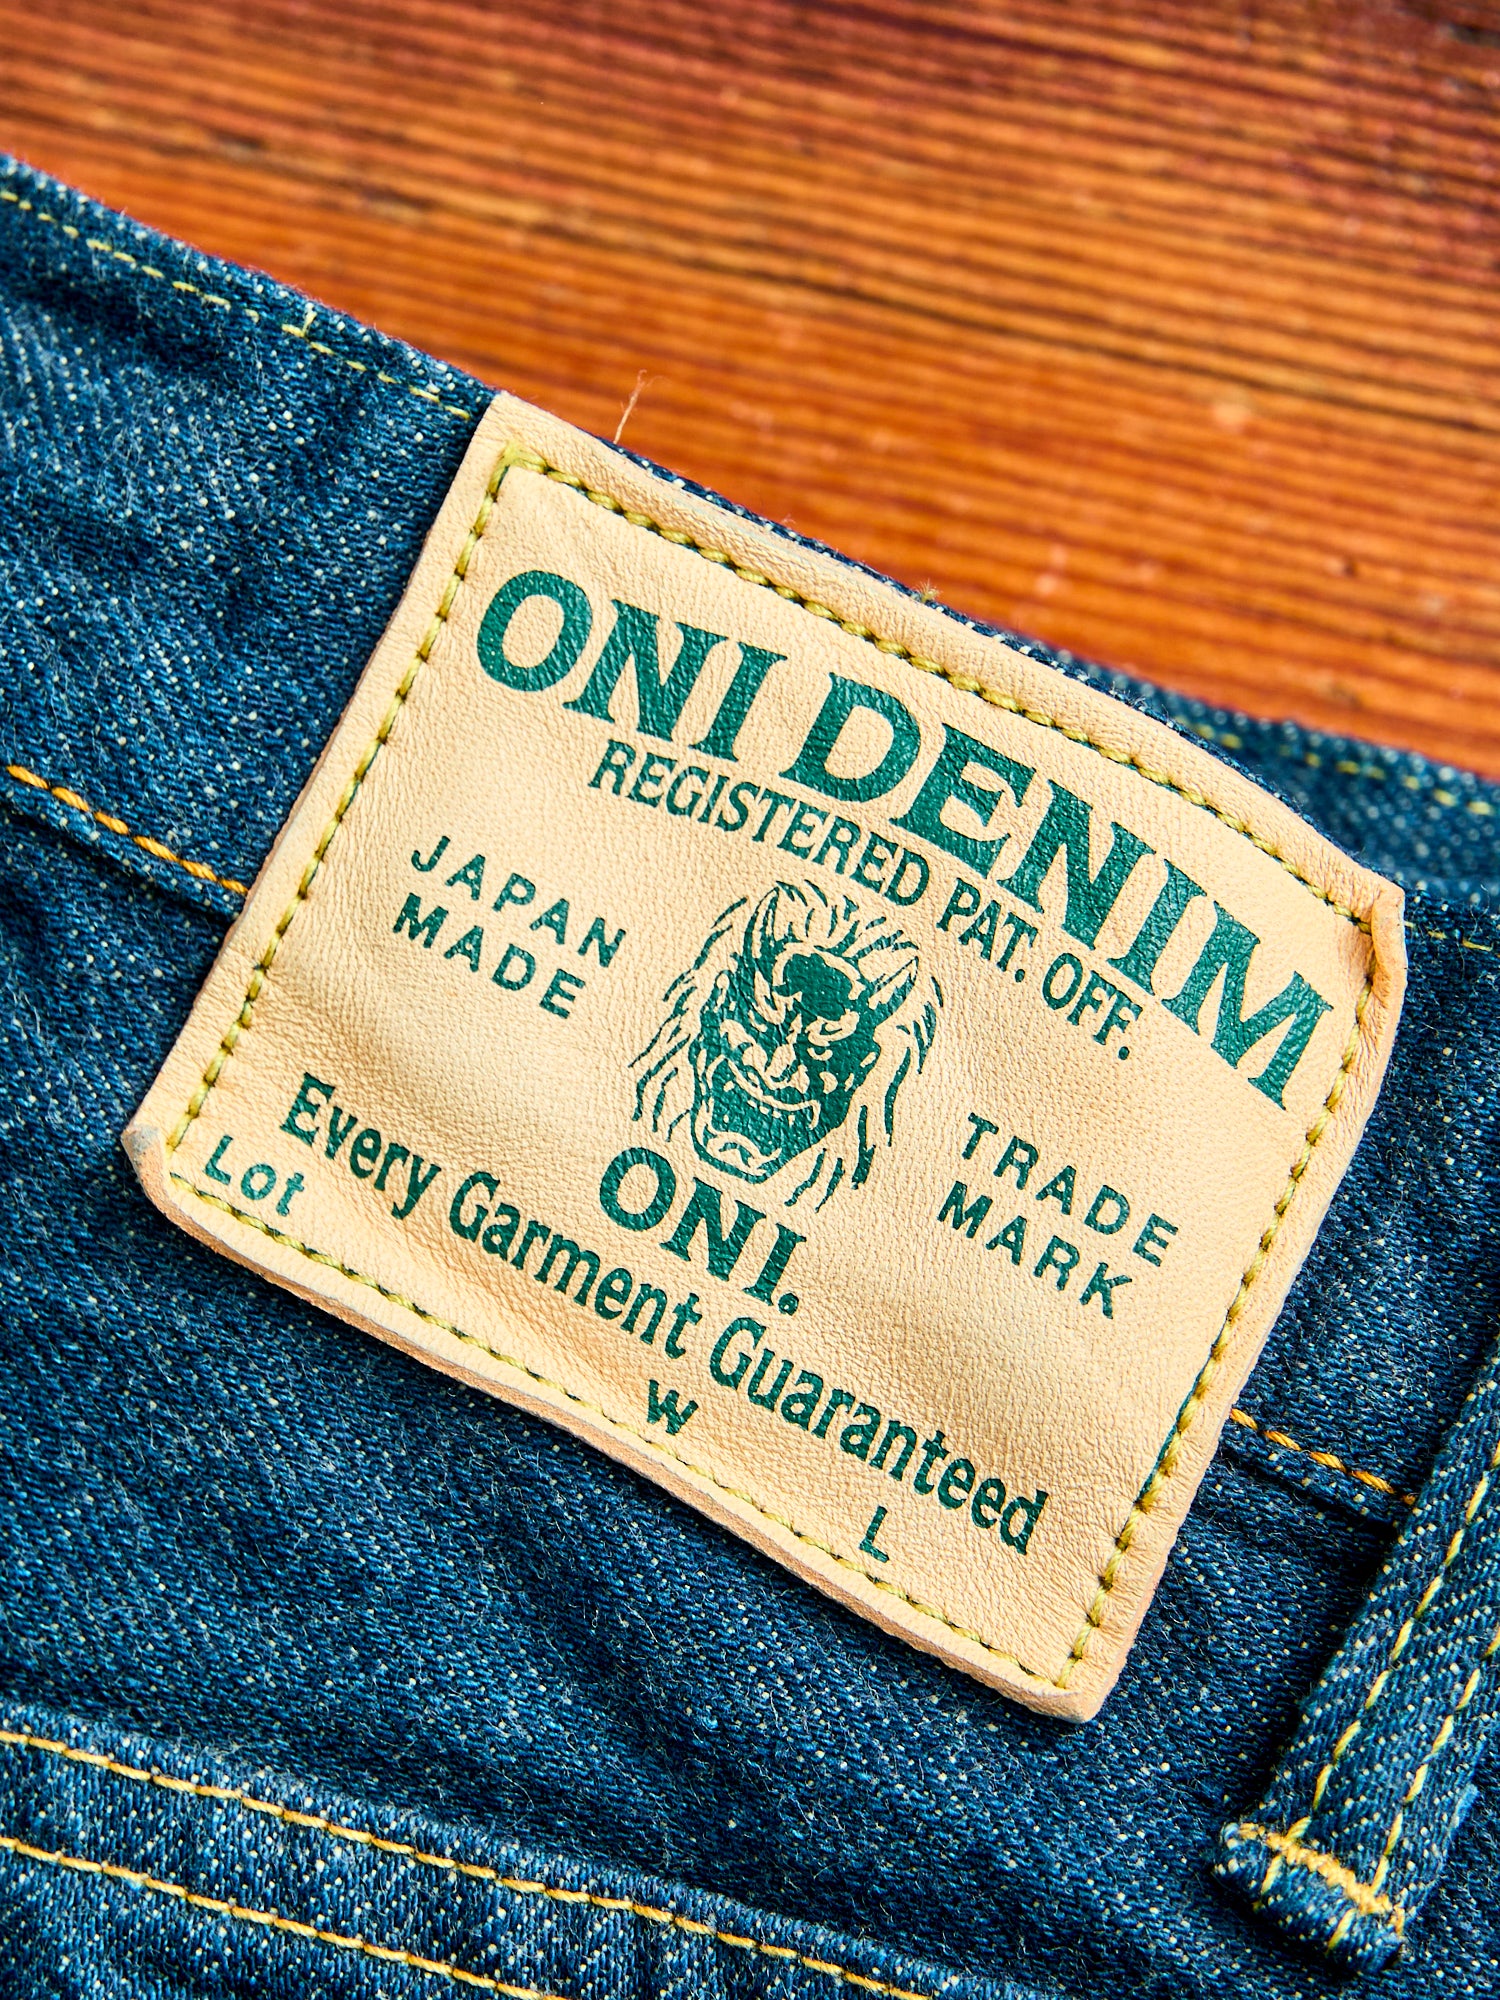 ONI DENIM
REGISTERED PAT. OFF.
JAPAN
MADE
TRADE
MARK
ONI.
Every Garment Guaranteed
Lot W L